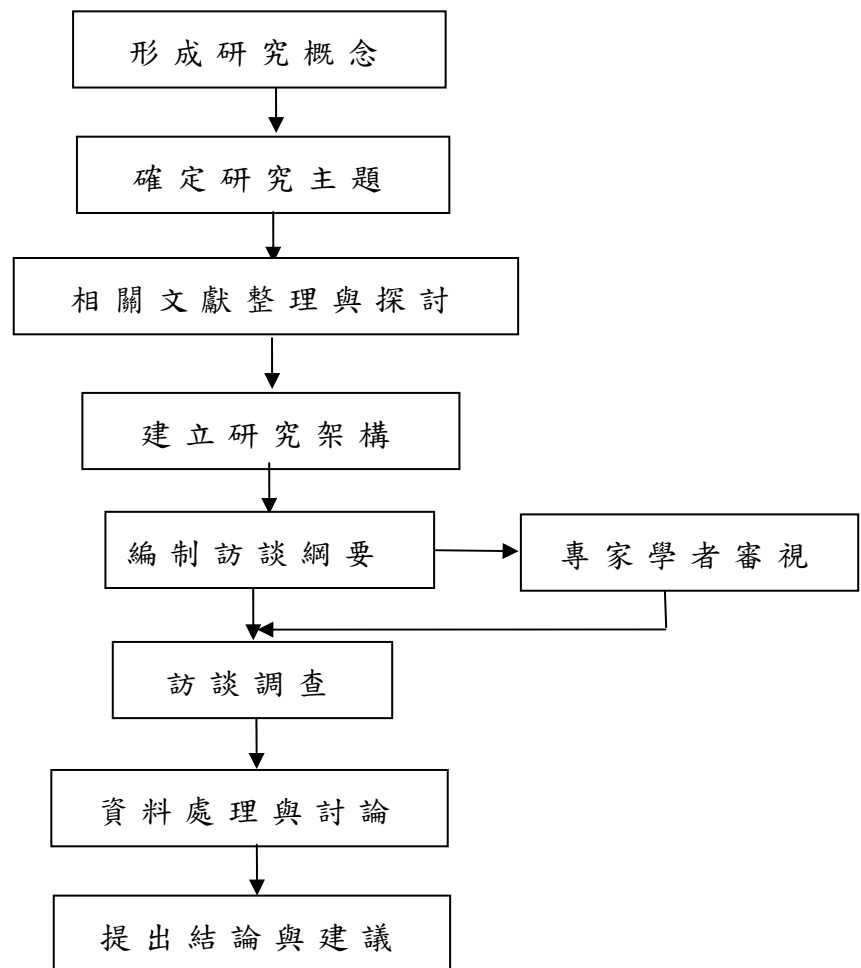 形成研究概念
確定研究主題
相關文獻整理與探討
建立研究架構
編制訪談綱要
專家學者審視
訪談調查
資料處理與討論
提出結論與建議